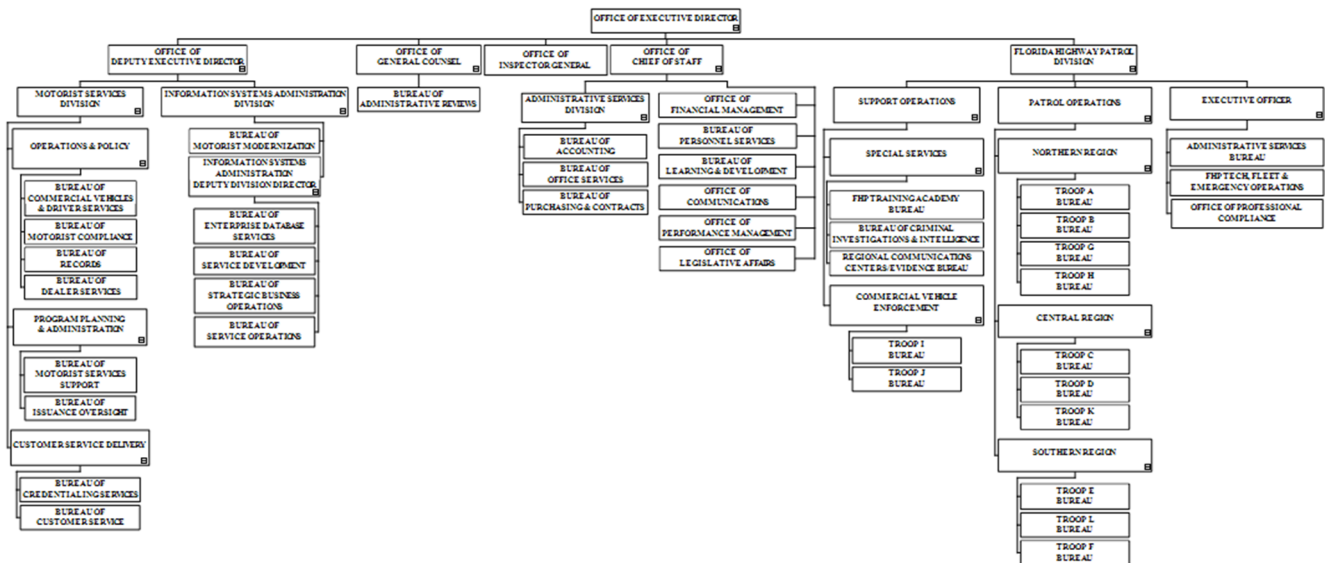 OFFICE OF EXECUTIVE DIRECTOR
OFFICE OF
DEPUTY EXECUTIVE DIRECTOR
OFFICE OF
GENERAL COUNSEL
OFFICE OF
INSPECTOR GENERAL
OFFICE OF
CHIEF OF STAFF
FLORIDA HIGHWAY PATROL
DIVISION
MOTORIST SERVICES
DIVISION
OPERATIONS & POLICY
BUREAU OF
COMMERCIAL VEHICLES
& DRIVER SERVICES
BUREAU OF
MOTORIST COMPLIANCE
BUREAU OF
RECORDS
BUREAU OF
DEALER SERVICES
PROGRAM PLANNING
& ADMINISTRATION
BUREAU OF
MOTORIST SERVICES
SUPPORT
BUREAU OF
ISSUANCE OVERSIGHT
CUSTOMER SERVICE DELIVERY
BUREAU OF
CREDENTIALING SERVICES
BUREAU OF
CUSTOMER SERVICE
INFORMATION SYSTEMS ADMINISTRATION
DIVISION
BUREAU OF
MOTORIST MODERNIZATION
INFORMATION SYSTEMS
ADMINISTRATION
DEPUTY DIVISION DIRECTOR
BUREAU OF
ENTERPRISE DATABASE
SERVICES
BUREAU OF
SERVICE DEVELOPMENT
BUREAU OF
STRATEGIC BUSINESS
OPERATIONS
BUREAU OF
SERVICE OPERATIONS
BUREAU OF
ADMINISTRATIVE REVIEWS
ADMINISTRATIVE SERVICES
DIVISION
BUREAU OF
ACCOUNTING
BUREAU OF
OFFICE SERVICES
BUREAU OF
PURCHASING & CONTRACTS
OFFICE OF
FINANCIAL MANAGEMENT
BUREAU OF
PERSONNEL SERVICES
BUREAU OF
LEARNING & DEVELOPMENT
OFFICE OF
COMMUNICATIONS
OFFICE OF
PERFORMANCE MANAGEMENT
OFFICE OF
LEGISLATIVE AFFAIRS
SUPPORT OPERATIONS
SPECIAL SERVICES
FHP TRAINING ACADEMY
BUREAU
BUREAU OF CRIMINAL
INVESTIGATIONS & INTELLIGENCE
REGIONAL COMMUNICATIONS
CENTERS/EVIDENCE BUREAU
COMMERCIAL VEHICLE
ENFORCEMENT
TROOP I
BUREAU
TROOP J
BUREAU
PATROL OPERATIONS
NORTHERN REGION
TROOP A
BUREAU
TROOP B
BUREAU
TROOP G
BUREAU
TROOP H
BUREAU
CENTRAL REGION
TROOP C
BUREAU
TROOP D
BUREAU
TROOP K
BUREAU
SOUTHERN REGION
TROOP E
BUREAU
TROOP L
BUREAU
TROOP F
BUREAU
EXECUTIVE OFFICER
ADMINISTRATIVE SERVICES
BUREAU
FHP TECH, FLEET &
EMERGENCY OPERATIONS
OFFICE OF PROFESSIONAL
COMPLIANCE